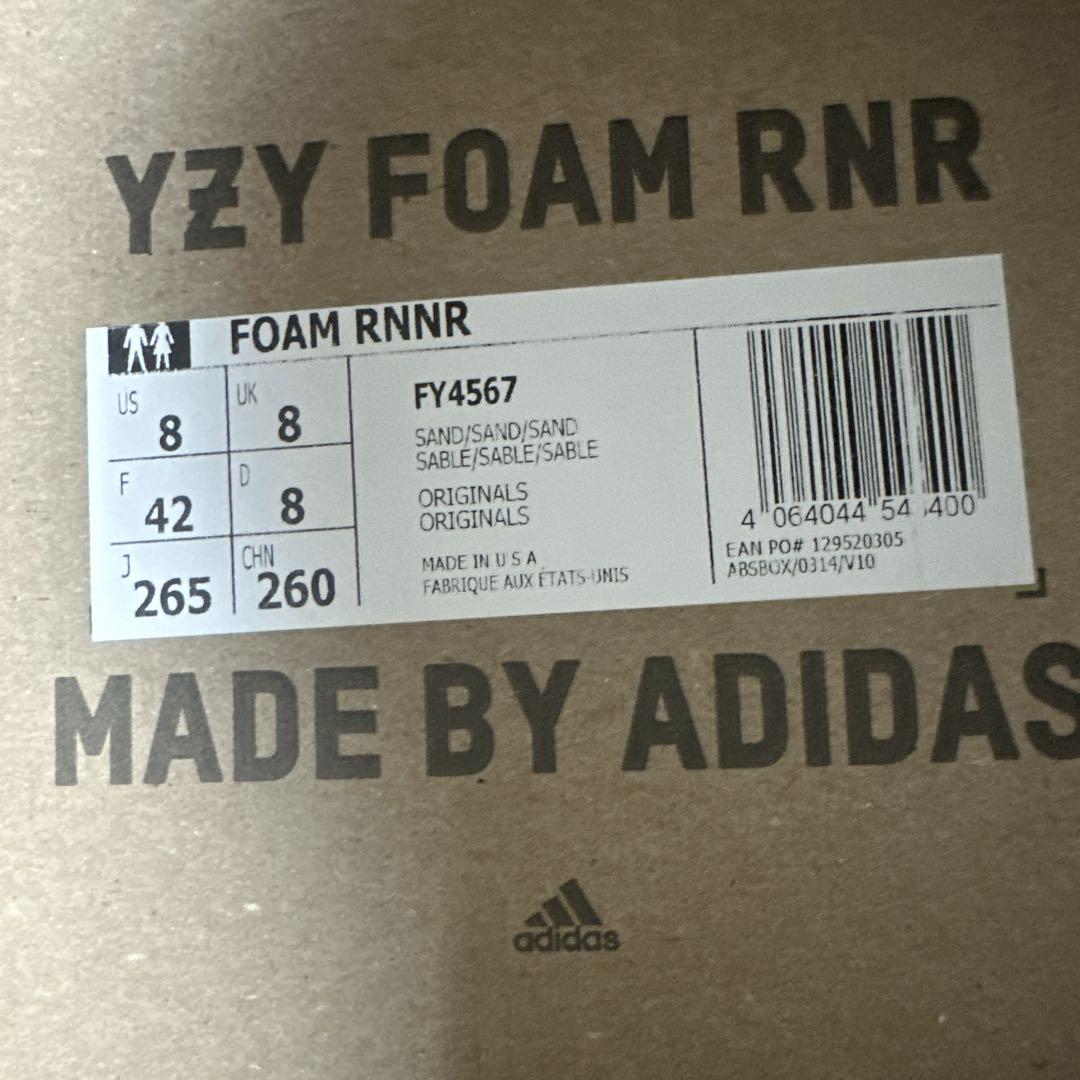 YZY FOAM RNR
FOAM RNNR
US 8
UK 8
F 42
D 8
J 265
CHN 260
FY4567
SAND/SAND/SAND
SABLE/SABLE/SABLE
ORIGINALS
ORIGINALS
MADE IN U S A
FABRIQUE AUX ÉTATS-UNIS
4 064044
EAN PO# 129520305
ABSBOX/0314/V10
MADE BY ADIDAS
adidas